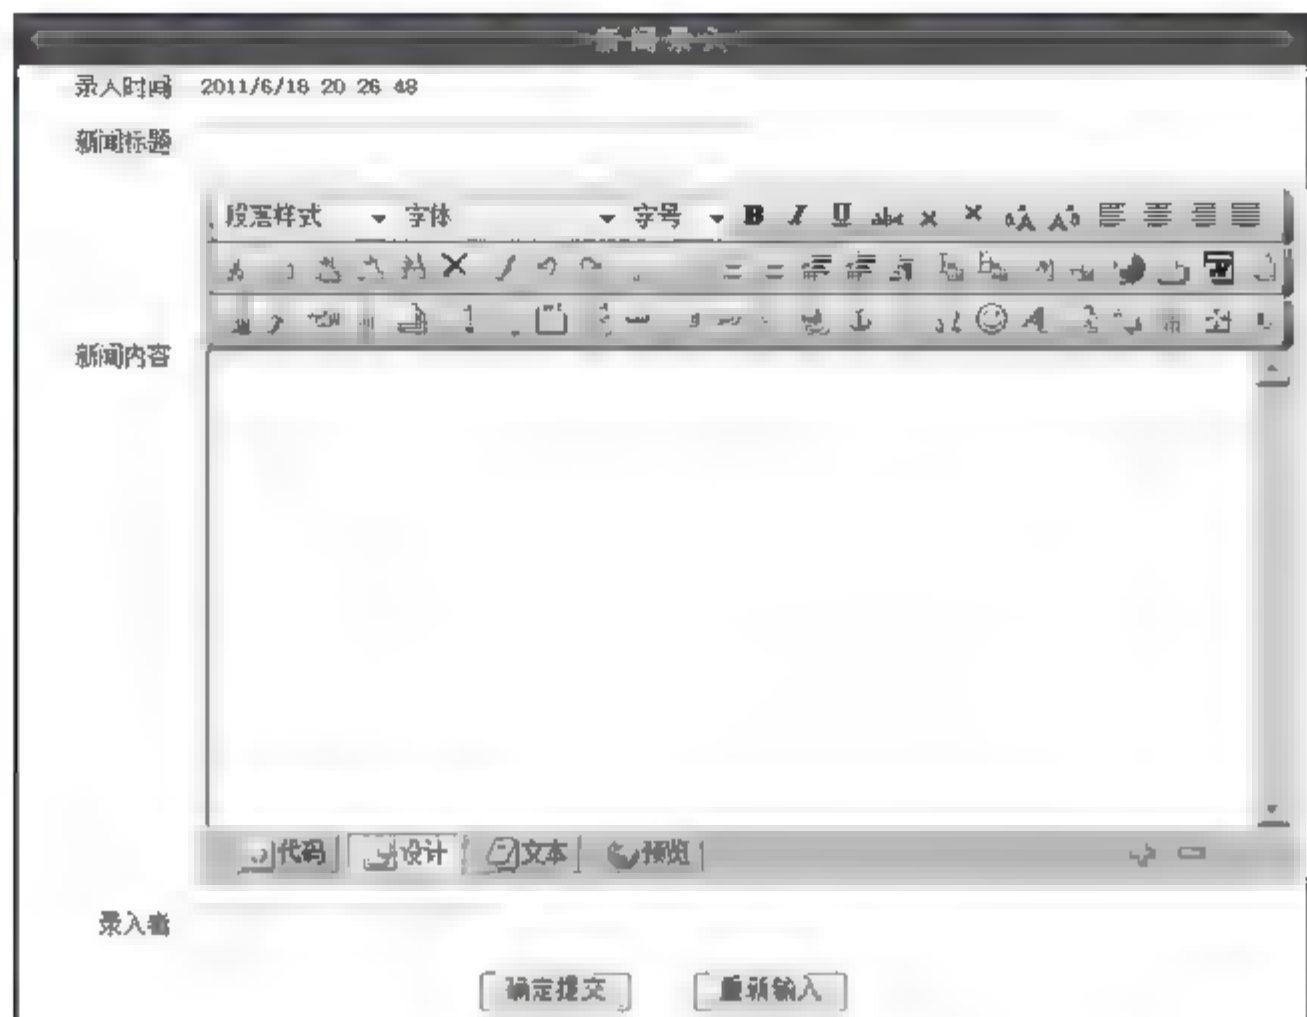 新闻录入
录入时间 2011/6/18 20 26 48
新闻标题
段落样式 字体 字号 B I U abc
新闻内容
代码 设计 文本 预览
录入者
确定提交 重新输入